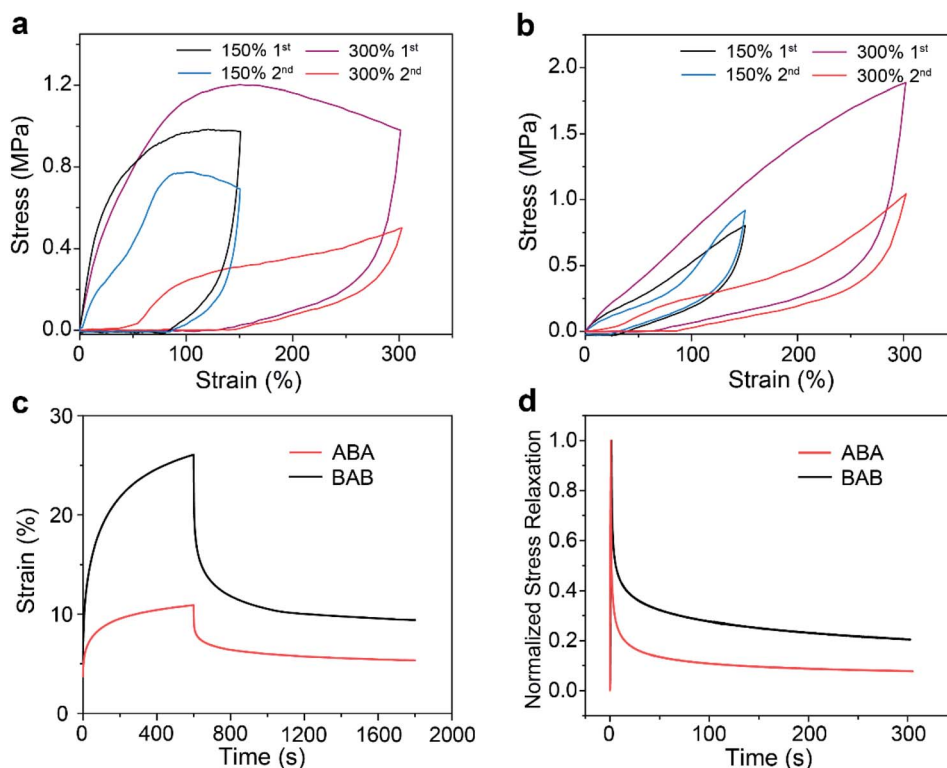 a
150% 1st
300% 1st
150% 2nd
300% 2nd
1.2
0.8
0.4
0.0
Stress (MPa)
0
100
200
300
Strain (%)
b
150% 1st
300% 1st
150% 2nd
300% 2nd
2.0
1.5
1.0
0.5
0.0
Stress (MPa)
0
100
200
300
Strain (%)
c
ABA
BAB
30
20
10
0
Strain (%)
0
400
800
1200
1600
2000
Time (s)
d
ABA
BAB
1.0
0.8
0.6
0.4
0.2
0.0
Normalized Stress Relaxation
0
100
200
300
Time (s)